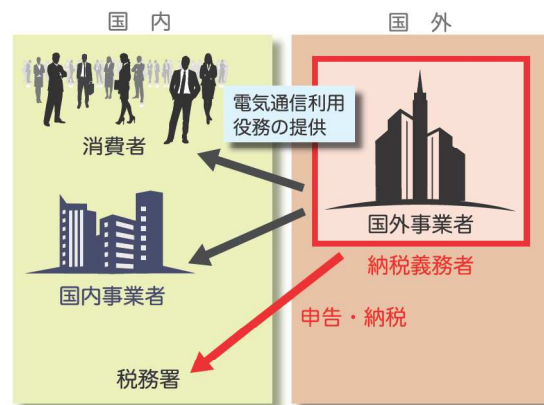 国内
国外
電気通信利用
役務の提供
消費者
国外事業者
納税義務者
国内事業者
申告・納税
税務署